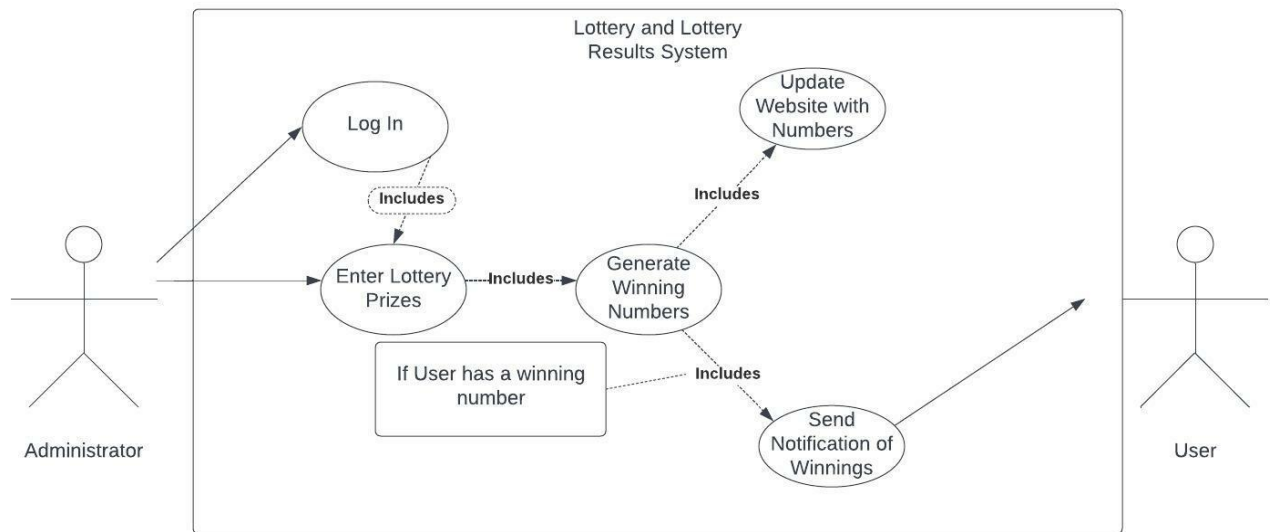 Lottery and Lottery
Results System
Log In
Update
Website with
Numbers
Includes
Includes
Enter Lottery
Prizes
Includes
Generate
Winning
Numbers
If User has a winning
number
Includes
Send
Notification of
Winnings
Administrator
User